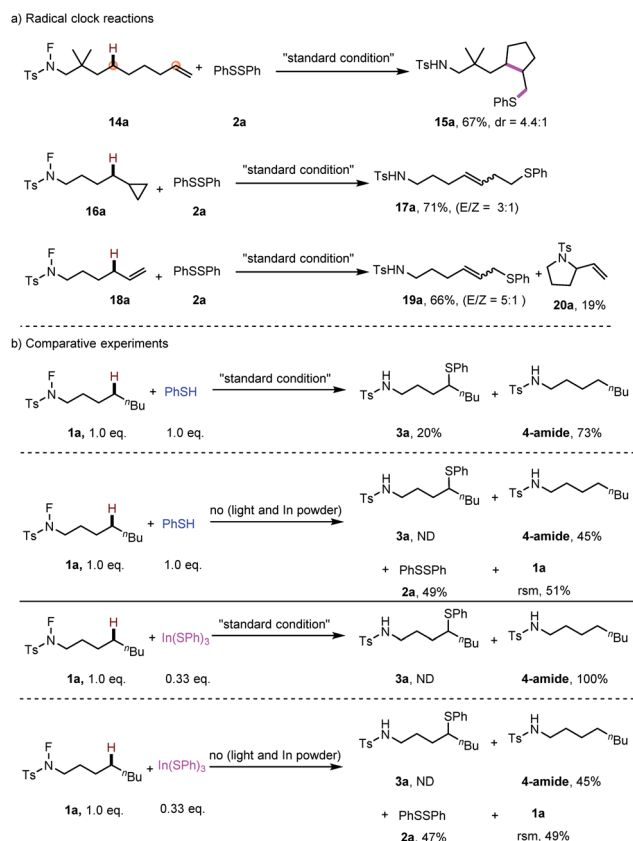 a) Radical clock reactions
F
H
Ts
N
14a
+
PhSSPh
2a
"standard condition"
TsHN
PhS
15a, 67%, dr = 4.4:1
F
H
Ts
N
16a
+
PhSSPh
2a
"standard condition"
TsHN
SPh
17a, 71%, (E/Z = 3:1)
F
H
Ts
N
18a
+
PhSSPh
2a
"standard condition"
TsHN
SPh
19a, 66%, (E/Z = 5:1)
+
Ts
N
20a, 19%
b) Comparative experiments
F
H
Ts
N
nBu
+ PhSH
"standard condition"
H
N
Ts
SPh
nBu
+
H
N
Ts
nBu
1a, 1.0 eq.
1.0 eq.
3a, 20%
4-amide, 73%
F
H
Ts
N
nBu
+ PhSH
no (light and In powder)
H
N
Ts
SPh
nBu
+
H
N
Ts
nBu
1a, 1.0 eq.
1.0 eq.
3a, ND
4-amide, 45%
+ PhSSPh
+ 1a
2a, 49%
rsm, 51%
F
H
Ts
N
nBu
+ In(SPh)3
"standard condition"
H
N
Ts
SPh
nBu
+
H
N
Ts
nBu
1a, 1.0 eq.
0.33 eq.
3a, ND
4-amide, 100%
F
H
Ts
N
nBu
+ In(SPh)3
no (light and In powder)
H
N
Ts
SPh
nBu
+
H
N
Ts
nBu
1a, 1.0 eq.
0.33 eq.
3a, ND
4-amide, 45%
+ PhSSPh
+ 1a
2a, 47%
rsm, 49%